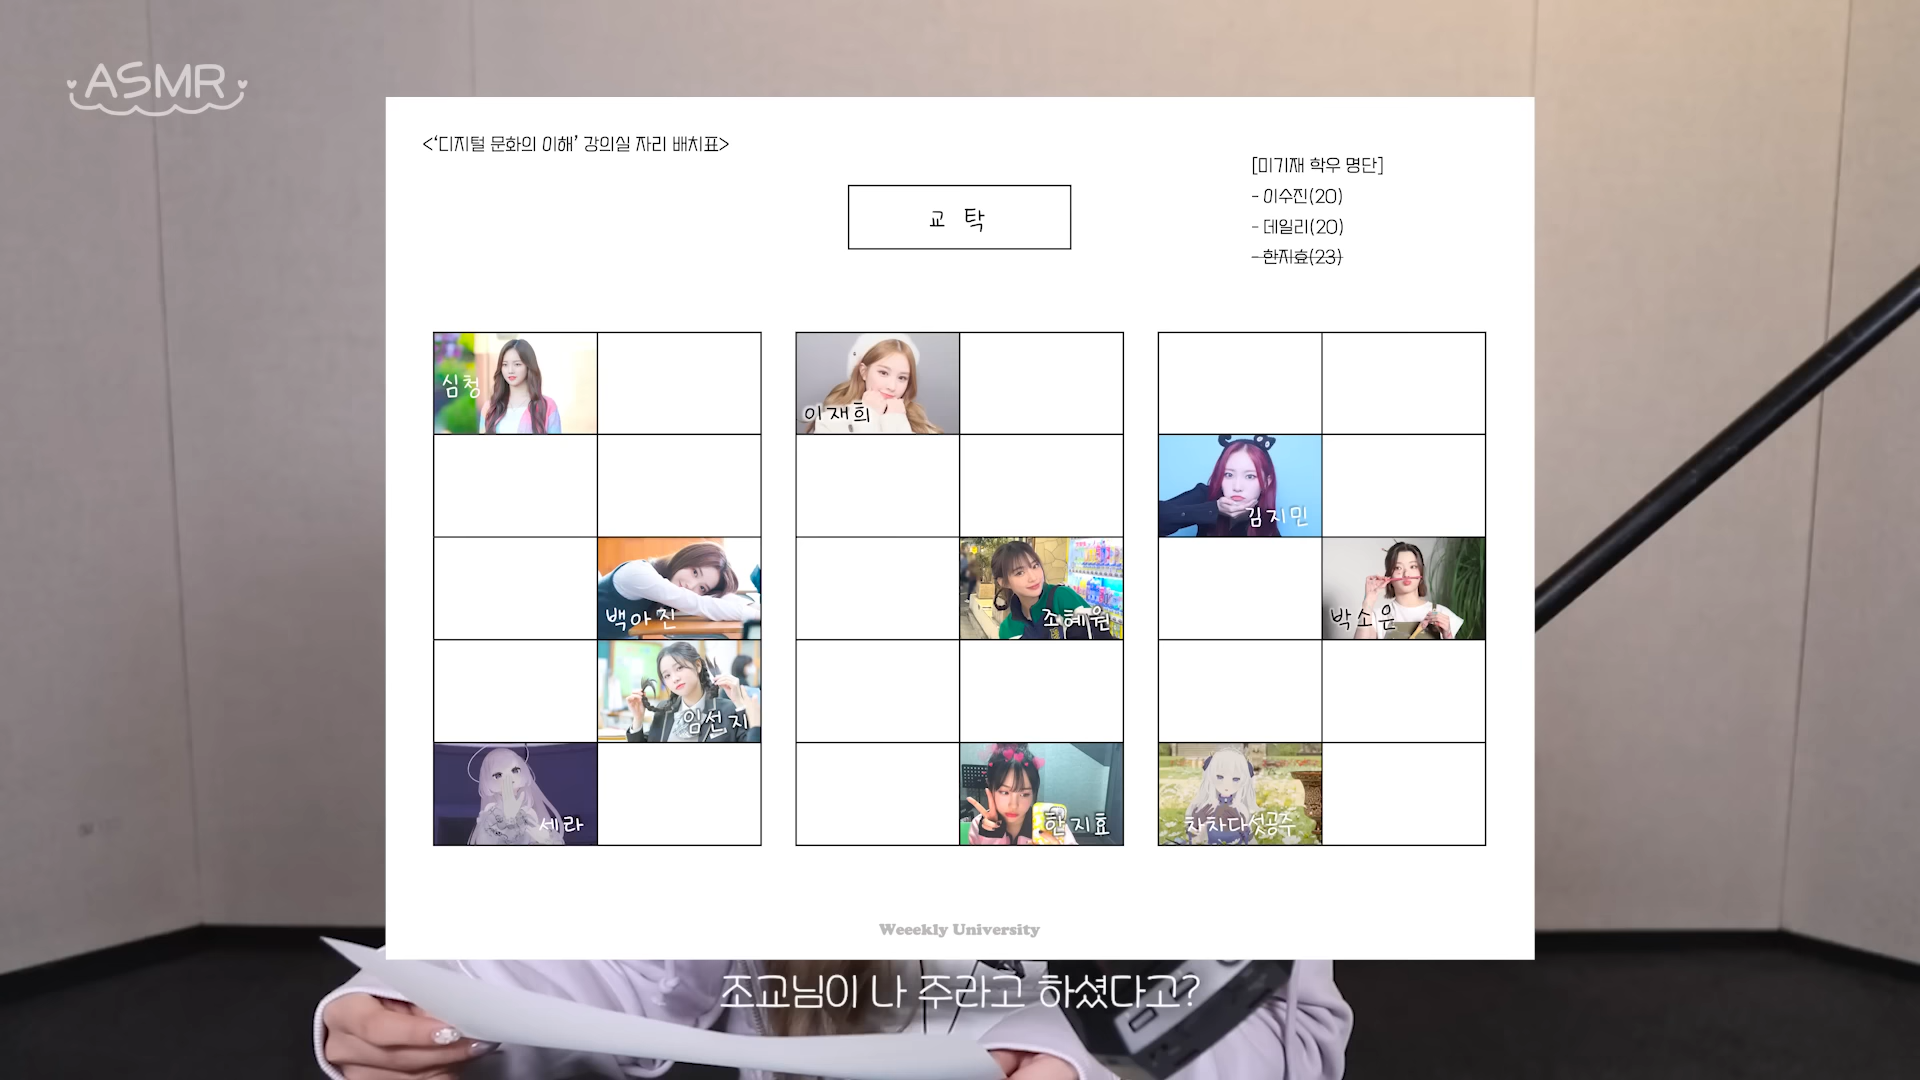 ASMR
<'디지털 문화의 이해' 강의실 자리 배치표>
[미기재 학우 명단]
- 이수진(20)
- 데일리(20)
- 한지효(23)
교 탁
심청
이재희
김지민
백아진
조혜원
박소은
임선지
세라
한지효
차차다섯공주
Weeekly University
조교님이 나 주라고 하셨다고?